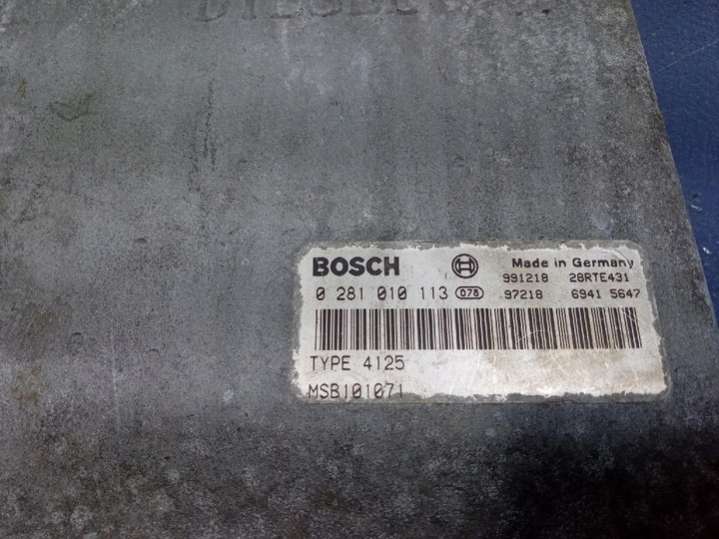 BOSCH Made in Germany
991218 28RTE431
0 281 010 113 078 97218 6941 5647
TYPE 4125
MSB101071